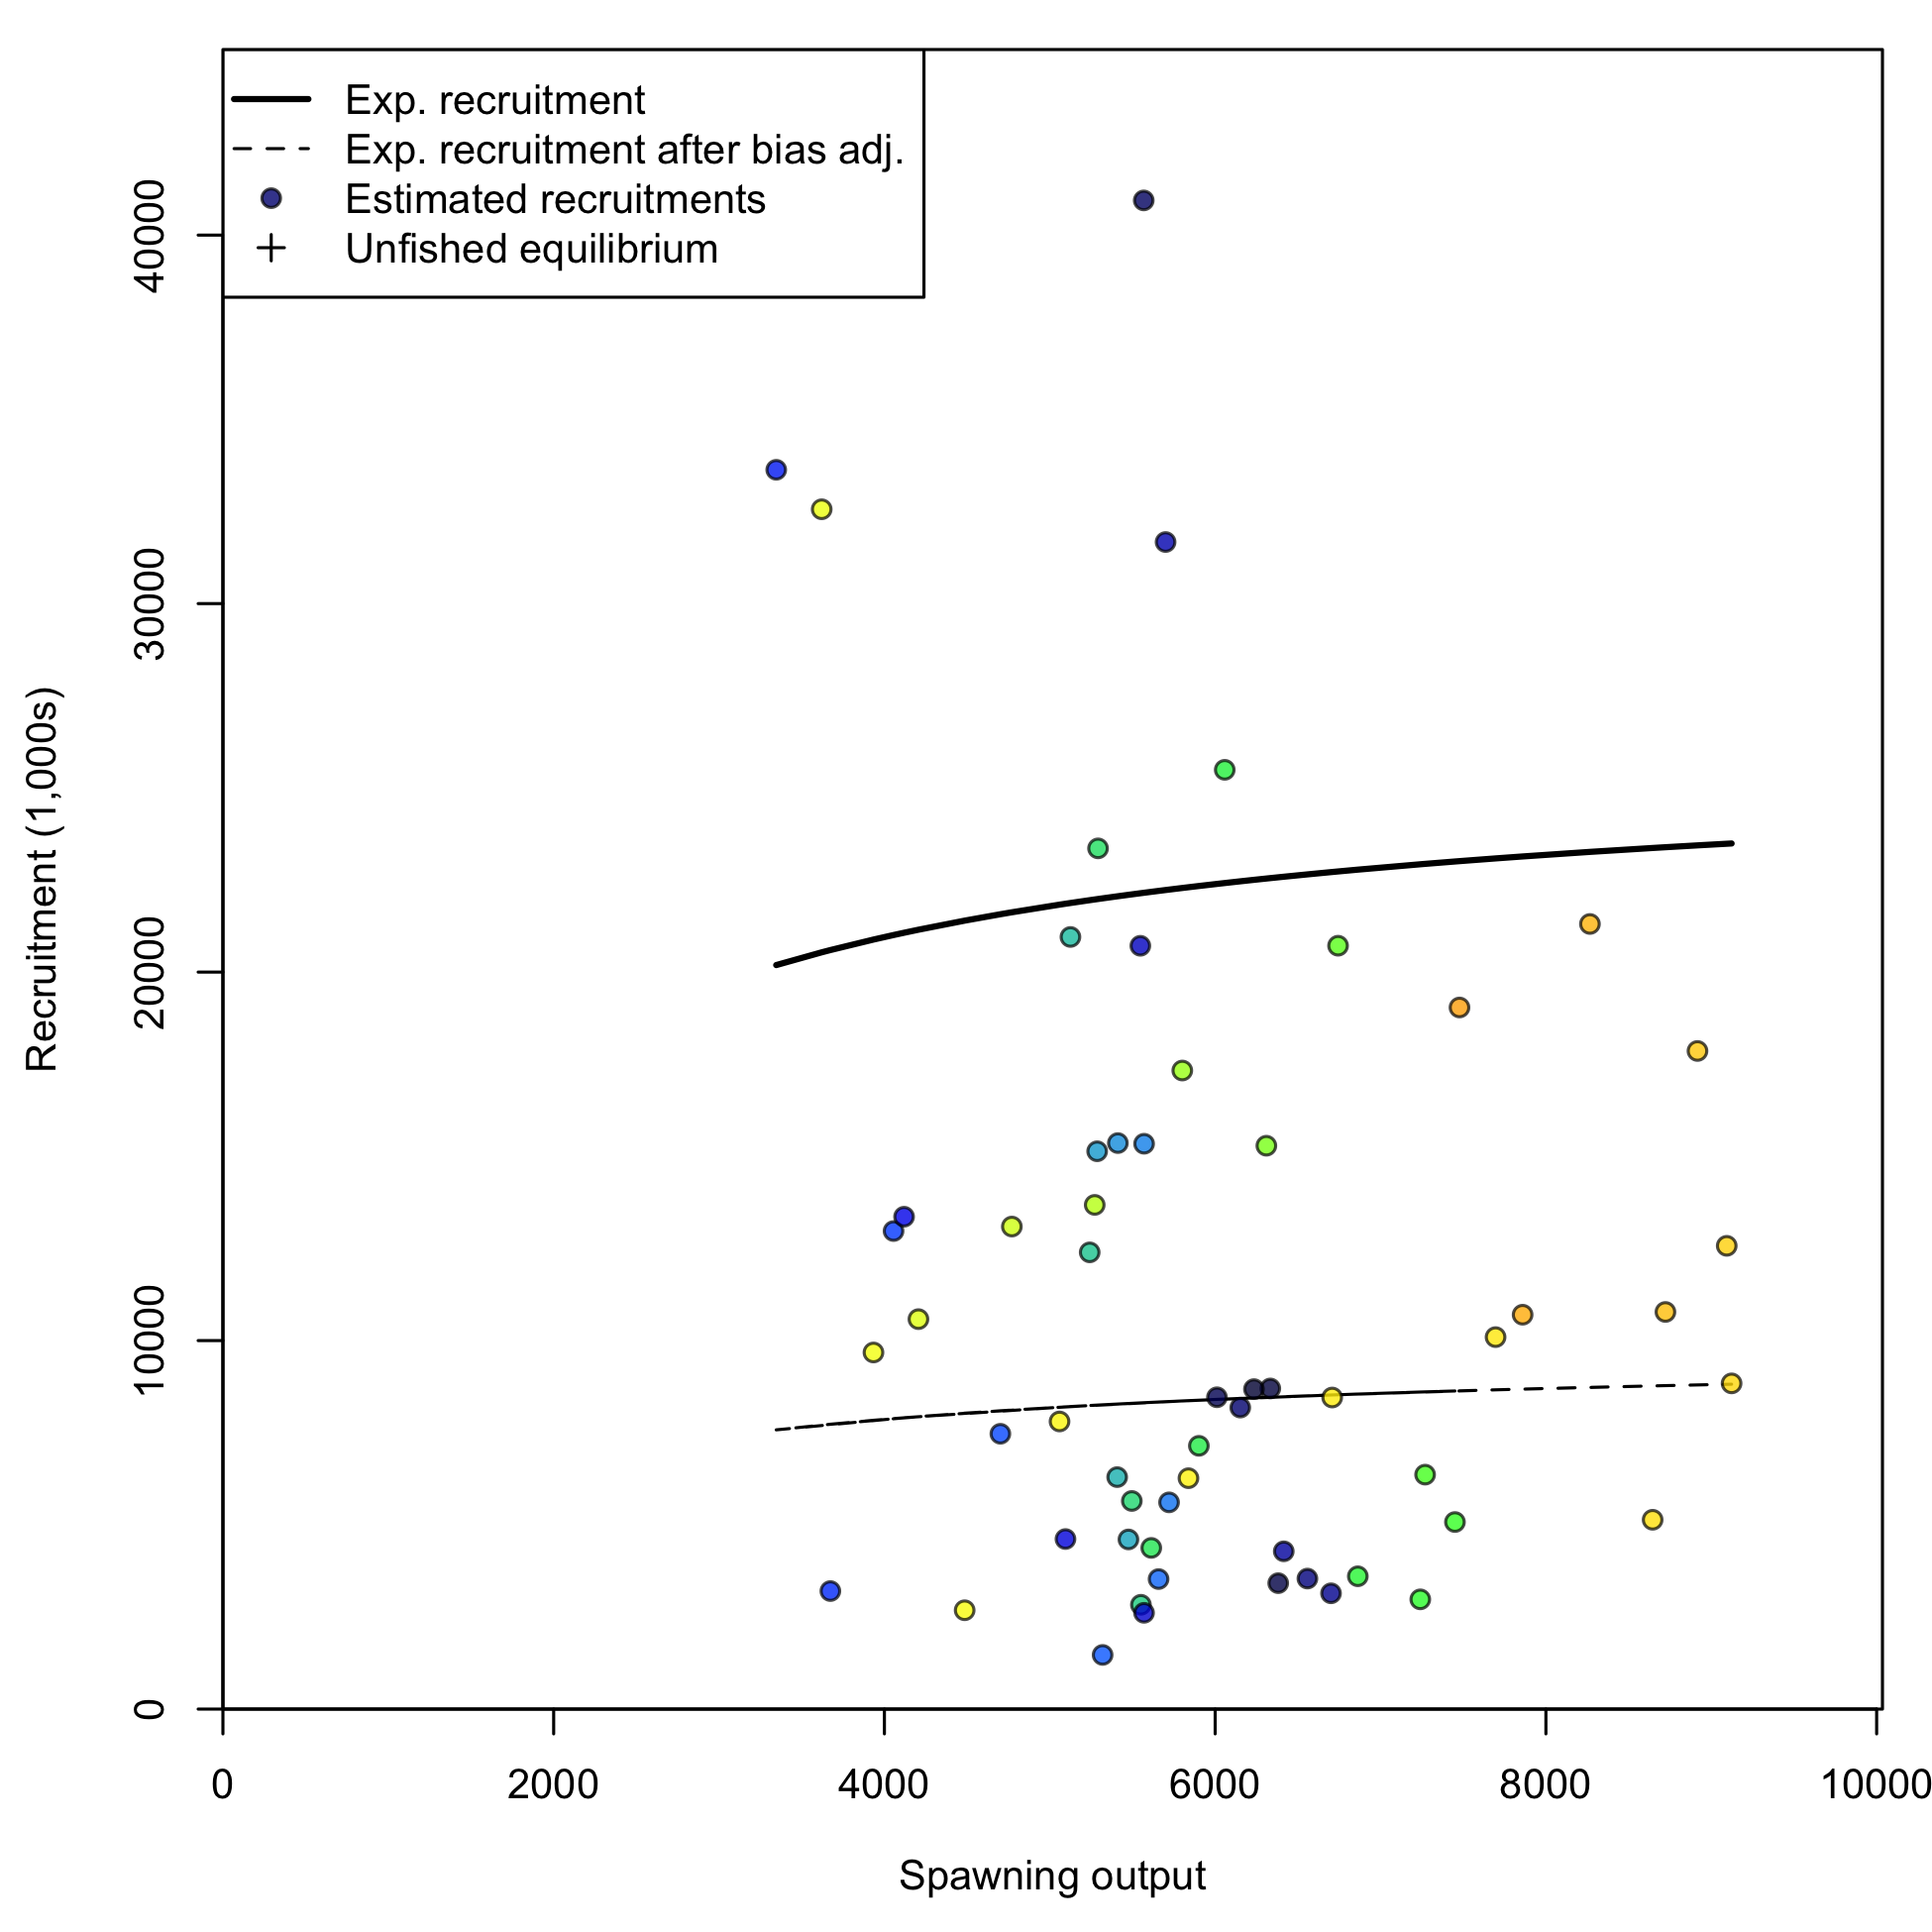 Exp. recruitment
Exp. recruitment after bias adj.
Estimated recruitments
Unfished equilibrium
Recruitment (1,000s)
40000
30000
20000
10000
0
0 2000 4000 6000 8000 10000
Spawning output